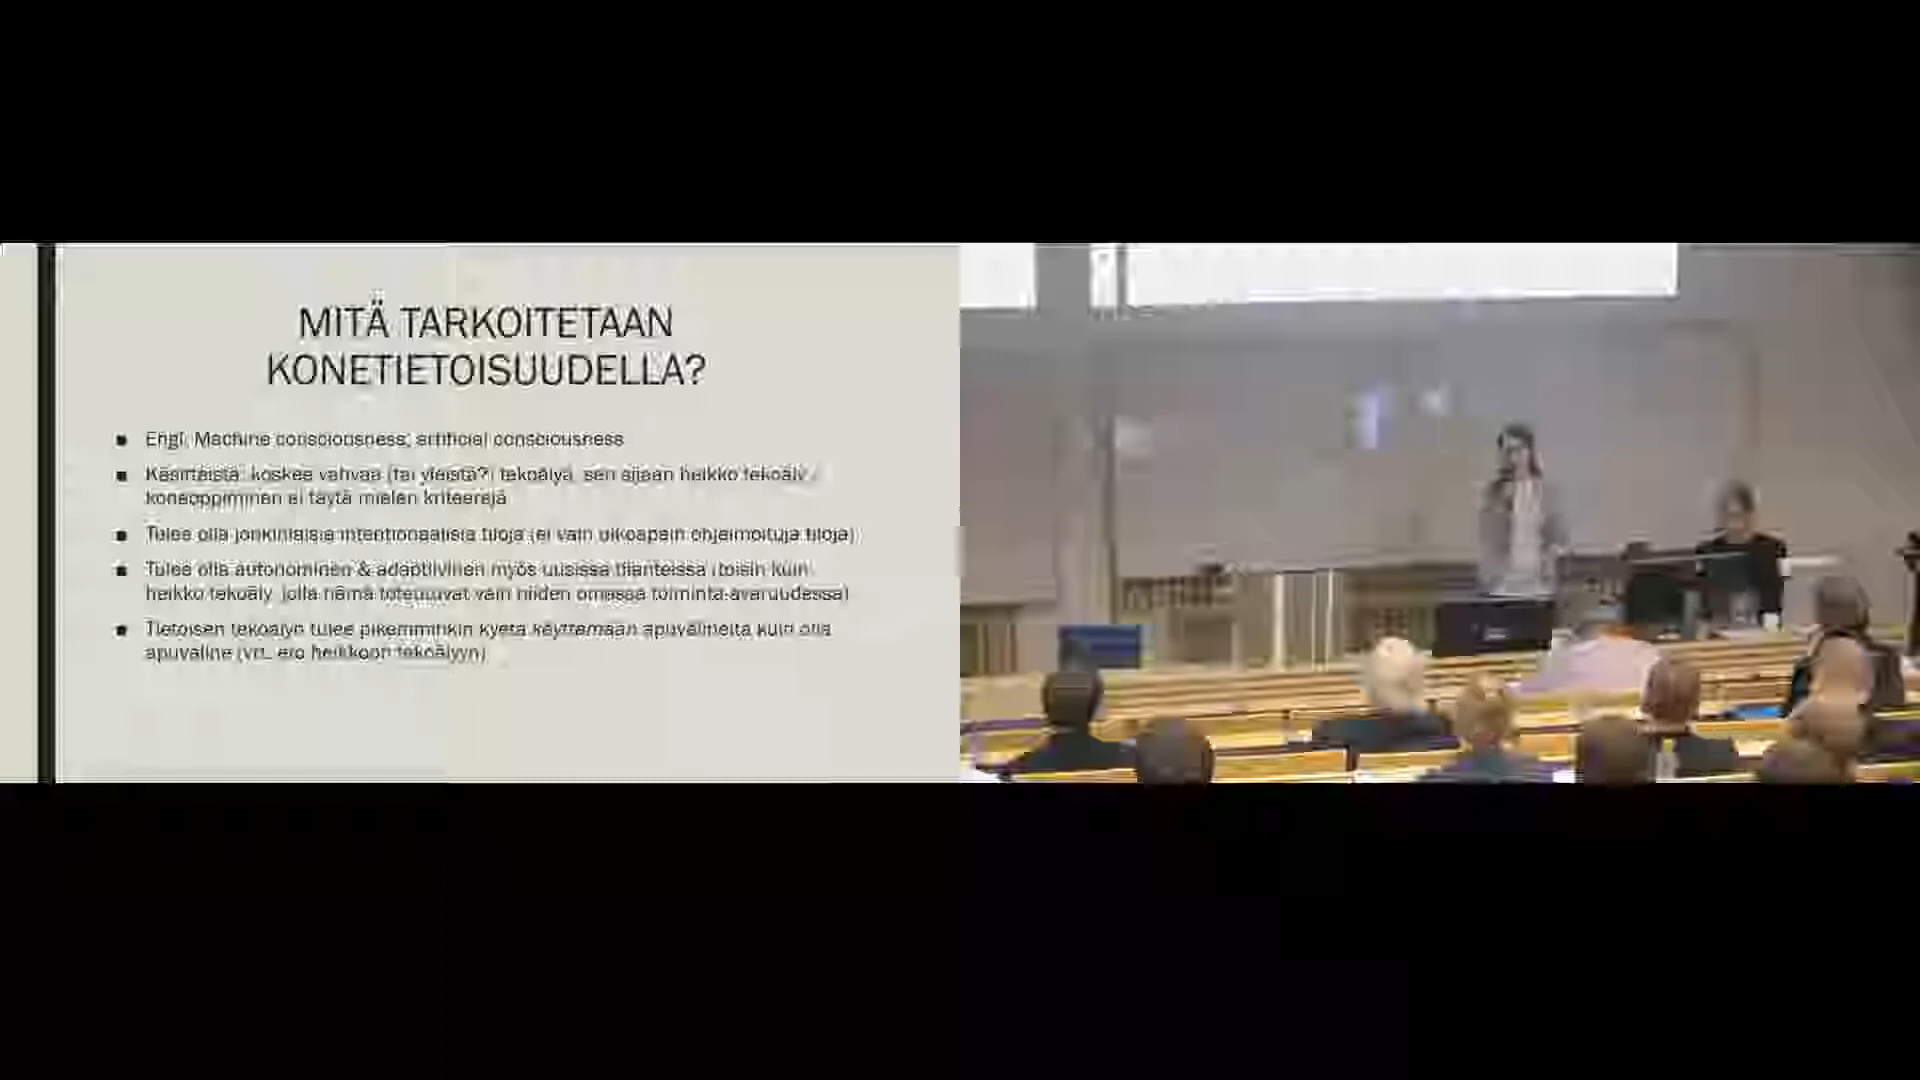 MITÄ TARKOITETAAN
KONETIETOISUUDELLA?
Engl. Machine consciousness, artificial consciousness
Käsitteistä: koskee vahvaa (tai yleistä?) tekoälyä, sen sijaan heikko tekoäly /
koneoppiminen ei täytä mielen kriteerejä
Tulee olla jonkinlaisia intentionaalisia tiloja (ei vain ulkoapäin ohjelmoituja tiloja)
Tulee olla autonominen & adaptiivinen myös uusissa tilanteissa (toisin kuin
heikko tekoäly, jolla nämä toteutuvat vain niiden omassa toiminta-avaruudessa)
Tietoisen tekoälyn tulee pikemminkin kyetä käyttämään apuvälineitä kuin olla
apuväline (vrt. ero heikkoon tekoälyyn)